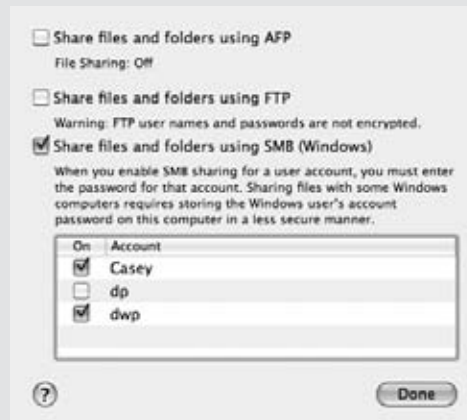 Share files and folders using AFP
File Sharing: Off
Share files and folders using FTP
Warning: FTP user names and passwords are not encrypted.
Share files and folders using SMB (Windows)
When you enable SMB sharing for a user account, you must enter
the password for that account. Sharing files with some Windows
computers requires storing the Windows user's account
password on this computer in a less secure manner.
On Account
Casey
dp
dwp
? Done